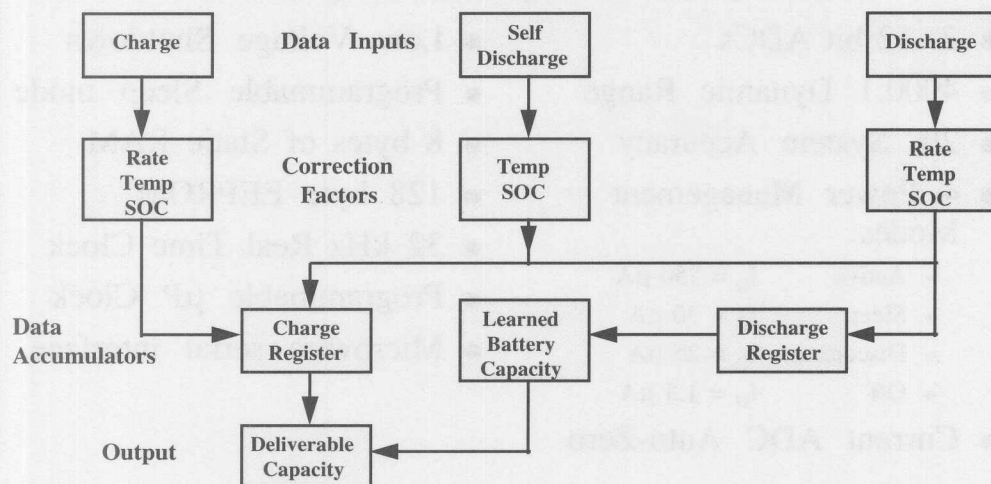 Charge
Data Inputs
Self
Discharge
Discharge
Rate
Temp
SOC
Correction
Factors
Temp
SOC
Rate
Temp
SOC
Data
Accumulators
Charge
Register
Learned
Battery
Capacity
Discharge
Register
Output
Deliverable
Capacity